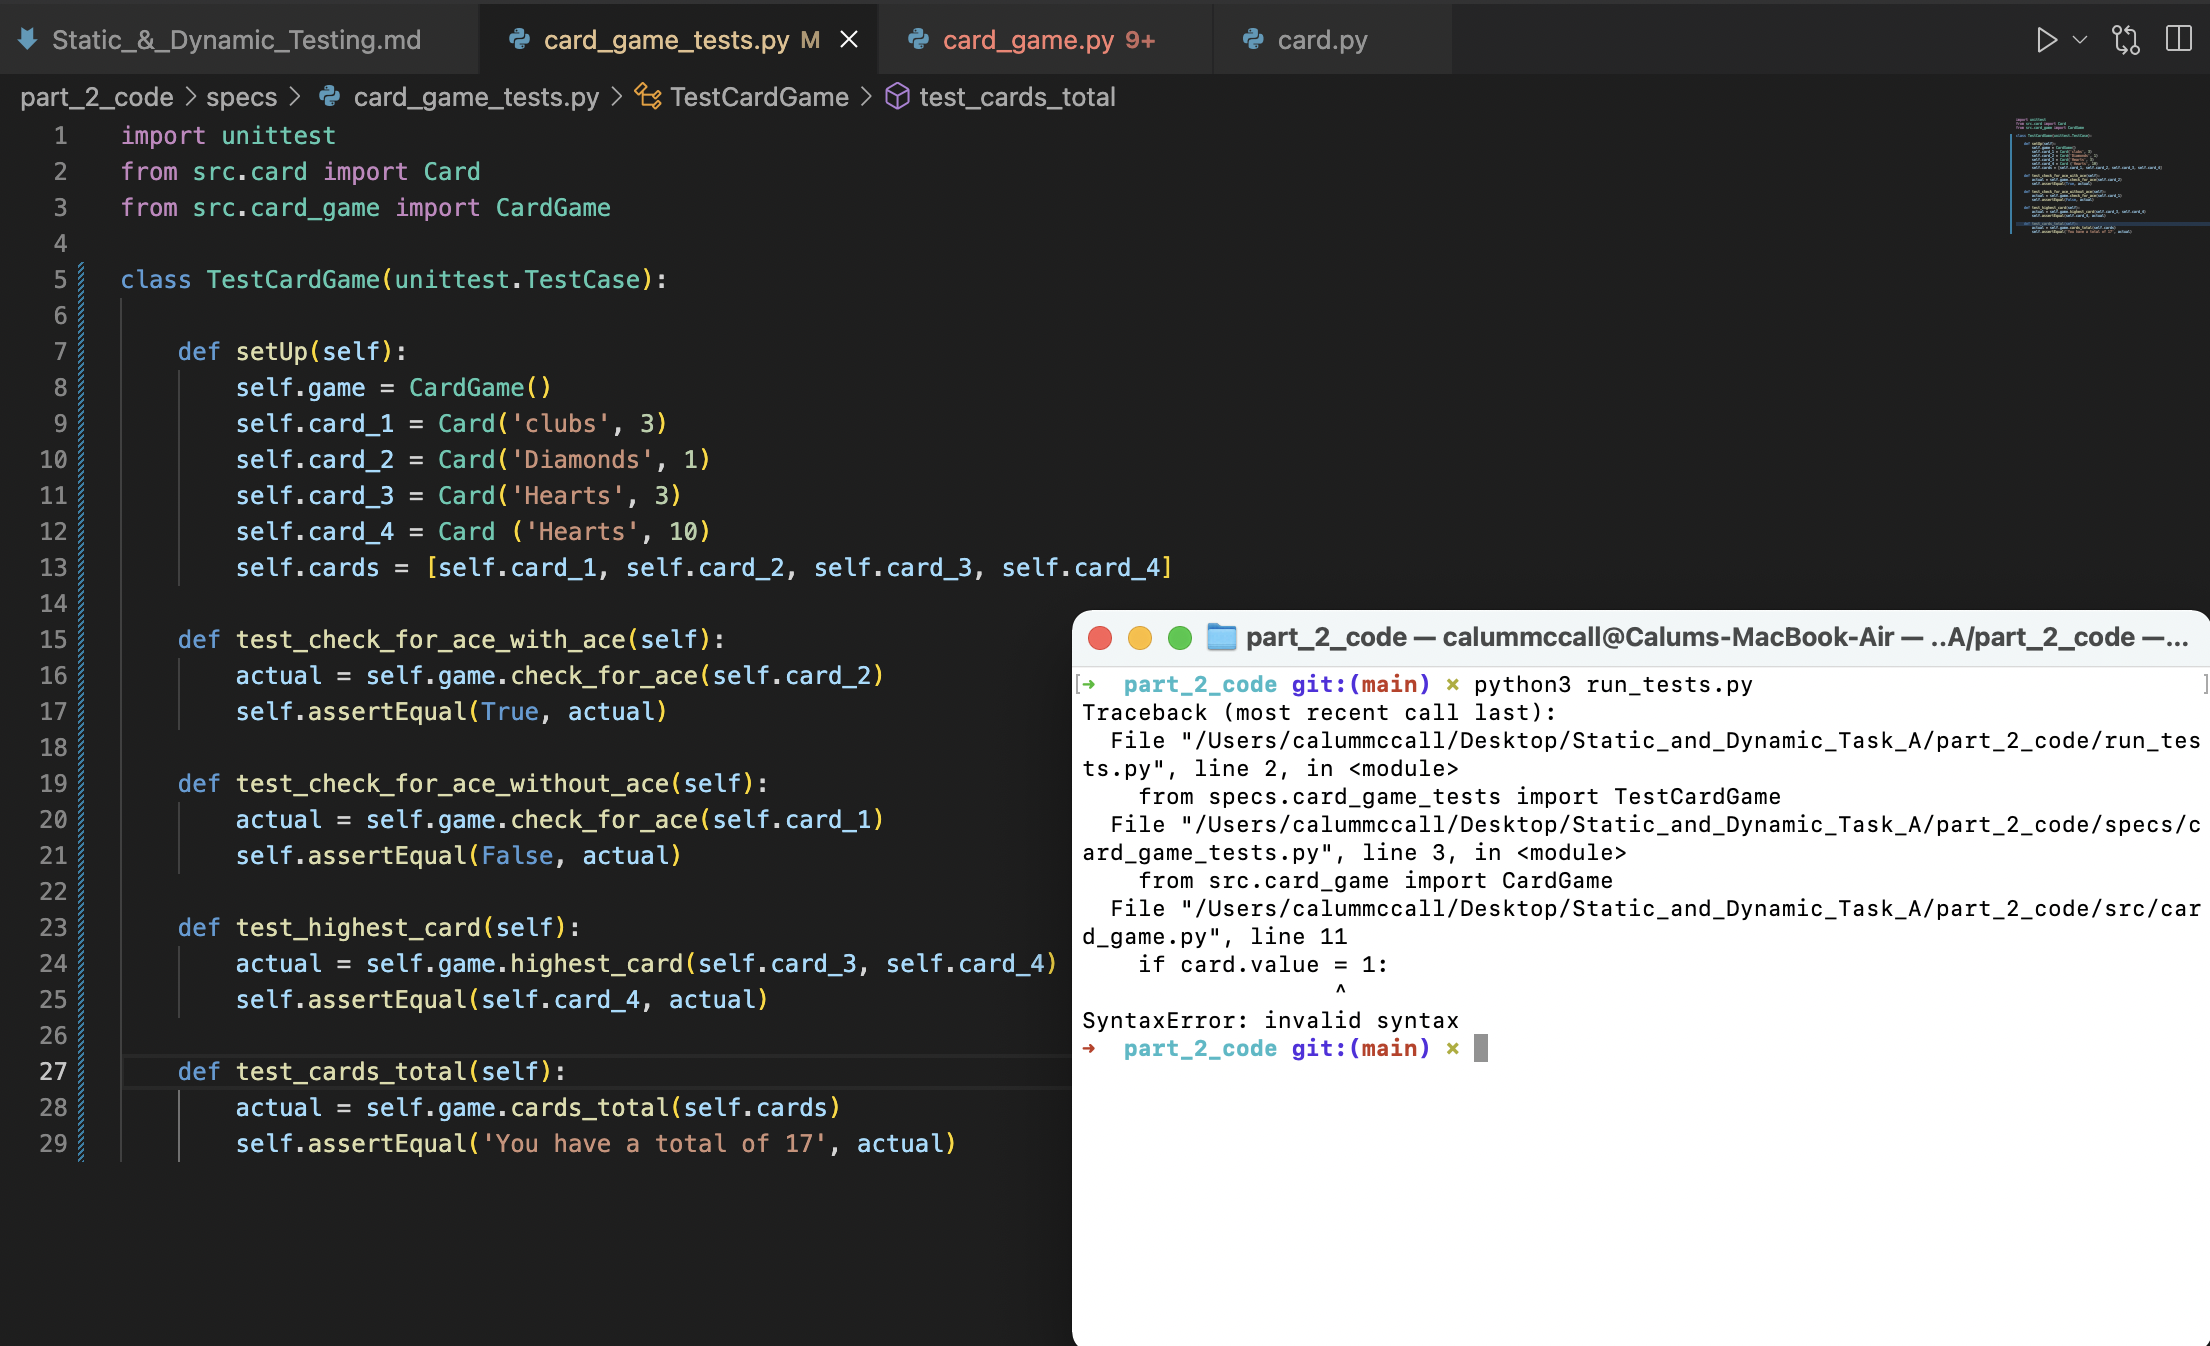 Static_&_Dynamic_Testing.md card_game_tests.py M card_game.py 9+ card.py
part_2_code > specs > card_game_tests.py > TestCardGame > test_cards_total
1 import unittest
2 from src.card import Card
3 from src.card_game import CardGame
4
5 class TestCardGame(unittest.TestCase):
6
7 def setUp(self):
8 self.game = CardGame()
9 self.card_1 = Card('clubs', 3)
10 self.card_2 = Card('Diamonds', 1)
11 self.card_3 = Card('Hearts', 3)
12 self.card_4 = Card ('Hearts', 10)
13 self.cards = [self.card_1, self.card_2, self.card_3, self.card_4]
14
15 def test_check_for_ace_with_ace(self):
16 actual = self.game.check_for_ace(self.card_2)
17 self.assertEqual(True, actual)
18
19 def test_check_for_ace_without_ace(self):
20 actual = self.game.check_for_ace(self.card_1)
21 self.assertEqual(False, actual)
22
23 def test_highest_card(self):
24 actual = self.game.highest_card(self.card_3, self.card_4)
25 self.assertEqual(self.card_4, actual)
26
27 def test_cards_total(self):
28 actual = self.game.cards_total(self.cards)
29 self.assertEqual('You have a total of 17', actual)
part_2_code — calummccall@Calums-MacBook-Air — ..A/part_2_code —...
[→ part_2_code git:(main) × python3 run_tests.py ]
Traceback (most recent call last):
File "/Users/calummccall/Desktop/Static_and_Dynamic_Task_A/part_2_code/run_tes
ts.py", line 2, in <module>
from specs.card_game_tests import TestCardGame
File "/Users/calummccall/Desktop/Static_and_Dynamic_Task_A/part_2_code/specs/c
ard_game_tests.py", line 3, in <module>
from src.card_game import CardGame
File "/Users/calummccall/Desktop/Static_and_Dynamic_Task_A/part_2_code/src/car
d_game.py", line 11
if card.value = 1:
^
SyntaxError: invalid syntax
→ part_2_code git:(main) ×